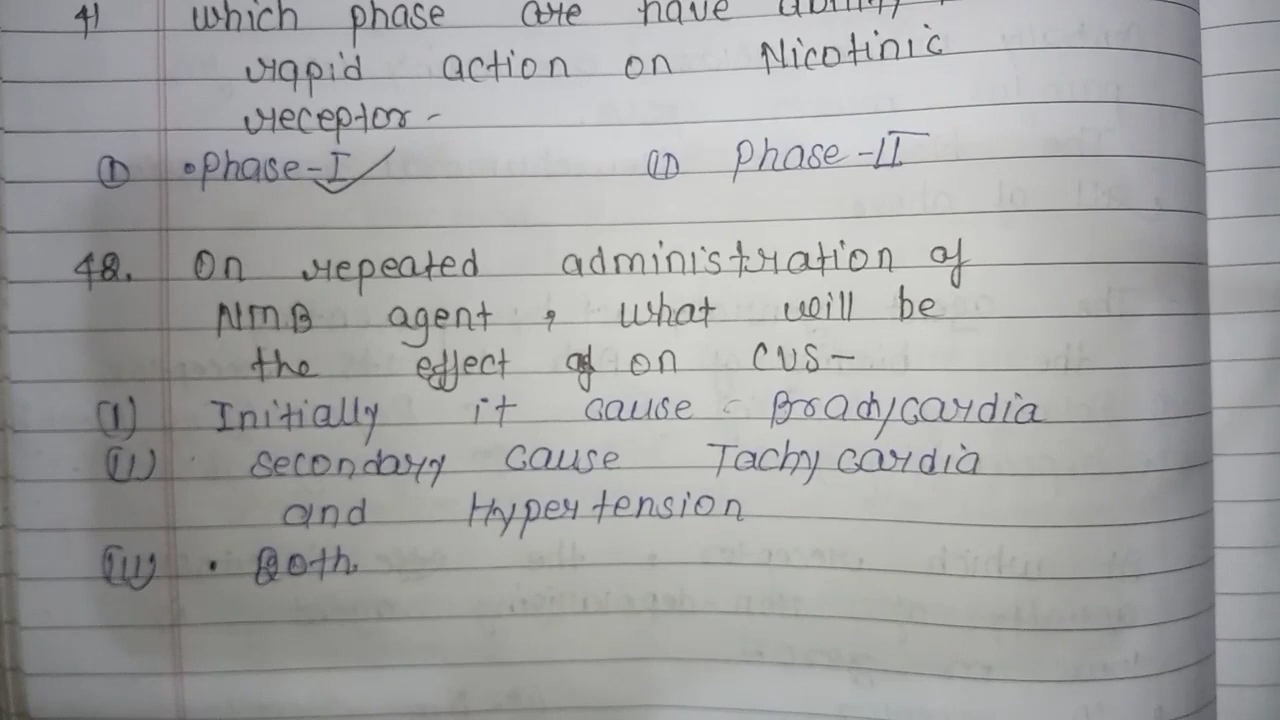 41 which phase are have
rapid action on Nicotinic
receptor -
(I) •Phase-I ✓ (II) Phase-II
42. On repeated administration of
NMB agent, what will be
the effect of on CVS-
(I) Initially it cause Bradycardia
(II) Secondary cause Tachycardia
and Hypertension
(III) • Both.